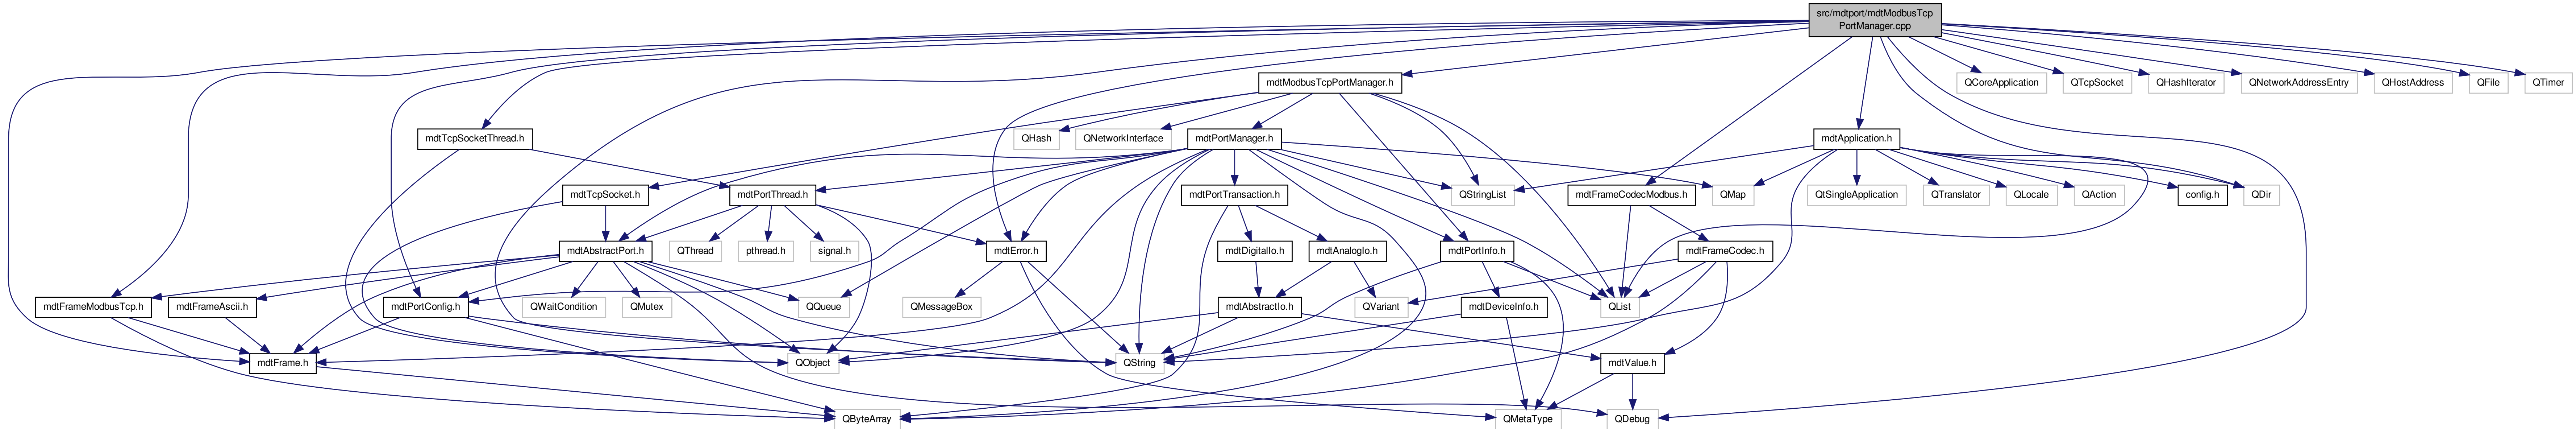 src/mdtport/mdtModbusTcp
PortManager.cpp
mdtModbusTcpPortManager.h
QCoreApplication
QTcpSocket
QHashIterator
QNetworkAddressEntry
QHostAddress
QFile
QTimer
mdtTcpSocketThread.h
QHash
QNetworkInterface
mdtPortManager.h
mdtApplication.h
mdtTcpSocket.h
mdtPortThread.h
mdtPortTransaction.h
QStringList
mdtFrameCodecModbus.h
QMap
QtSingleApplication
QTranslator
QLocale
QAction
config.h
QDir
mdtAbstractPort.h
QThread
pthread.h
signal.h
mdtError.h
mdtDigitalIo.h
mdtAnalogIo.h
mdtPortInfo.h
mdtFrameCodec.h
mdtFrameModbusTcp.h
mdtFrameAscii.h
mdtPortConfig.h
QWaitCondition
QMutex
QQueue
QMessageBox
mdtAbstractIo.h
QVariant
mdtDeviceInfo.h
QList
mdtFrame.h
QObject
QString
mdtValue.h
QByteArray
QMetaType
QDebug